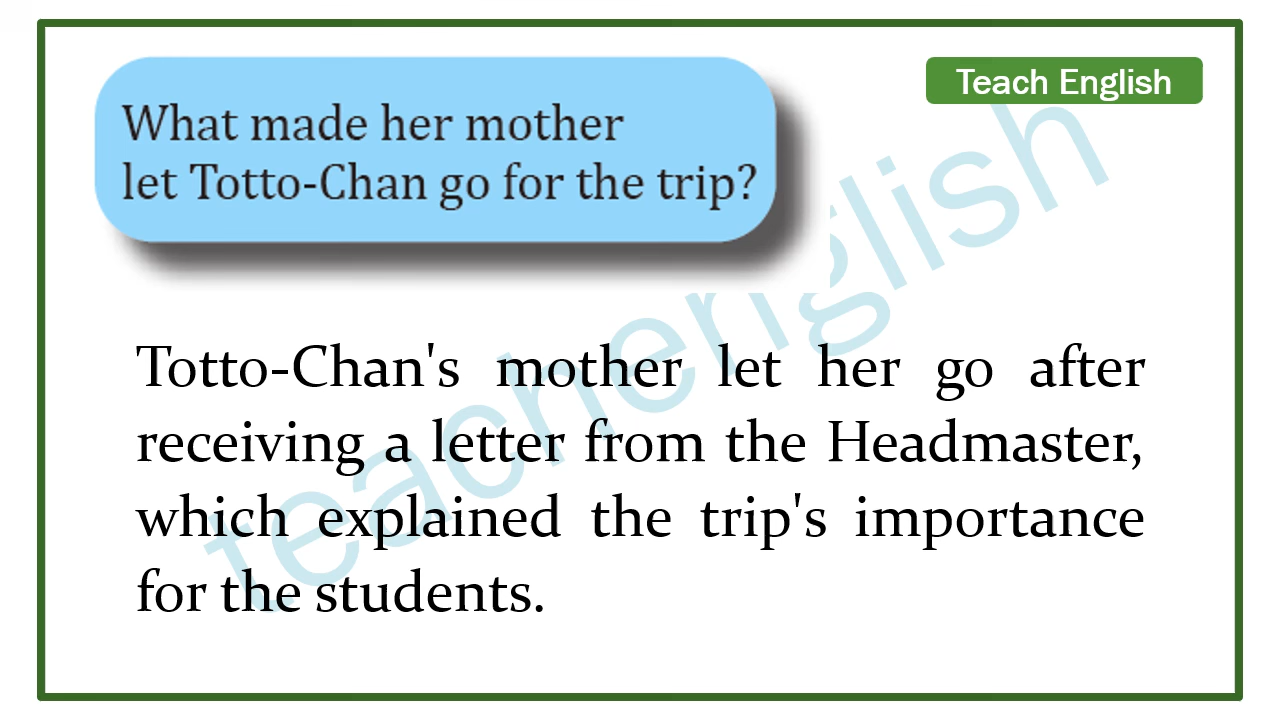 Teach English
What made her mother
let Totto-Chan go for the trip?
Totto-Chan's mother let her go after
receiving a letter from the Headmaster,
which explained the trip's importance
for the students.
teachenglish